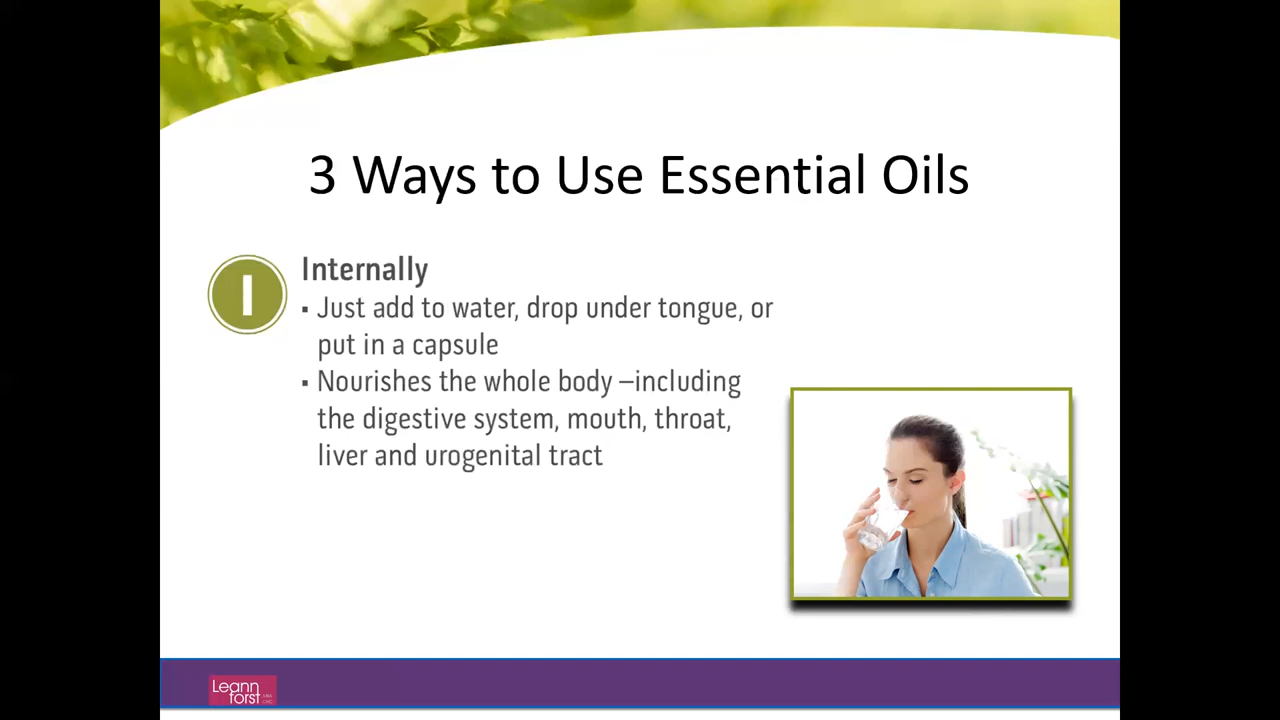 3 Ways to Use Essential Oils
I
Internally
▪ Just add to water, drop under tongue, or
put in a capsule
▪ Nourishes the whole body –including
the digestive system, mouth, throat,
liver and urogenital tract
Leann
forst